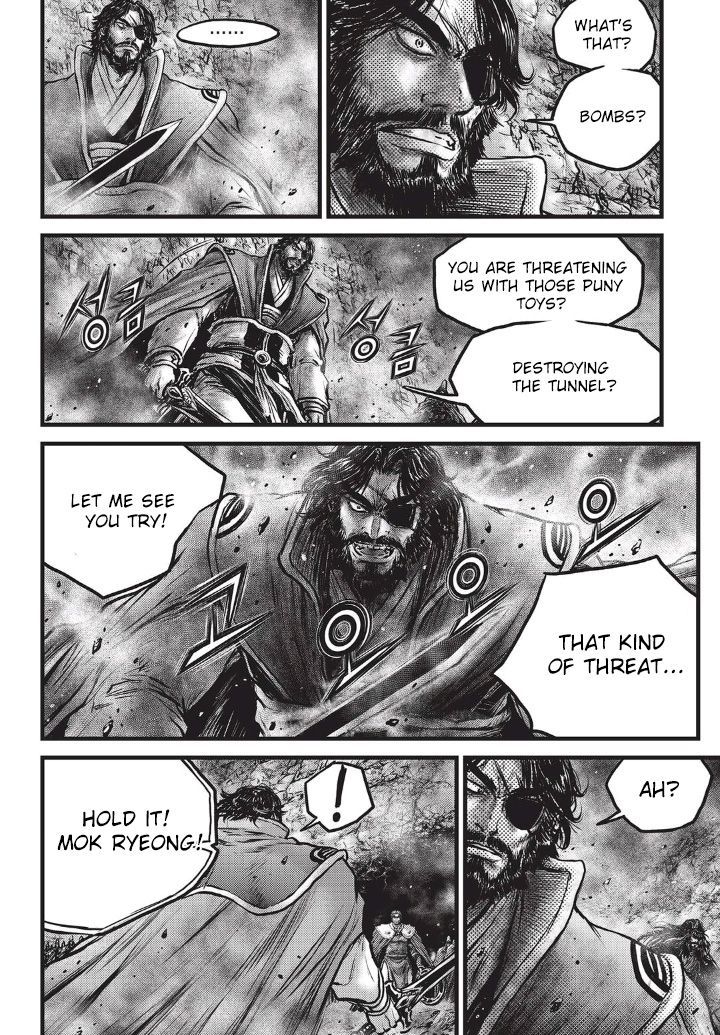 ......
WHAT'S
THAT?
BOMBS?
YOU ARE THREATENING
US WITH THOSE PUNY
TOYS?
DESTROYING
THE TUNNEL?
LET ME SEE
YOU TRY!
THAT KIND
OF THREAT...
HOLD IT!
MOK RYEONG!
!
AH?